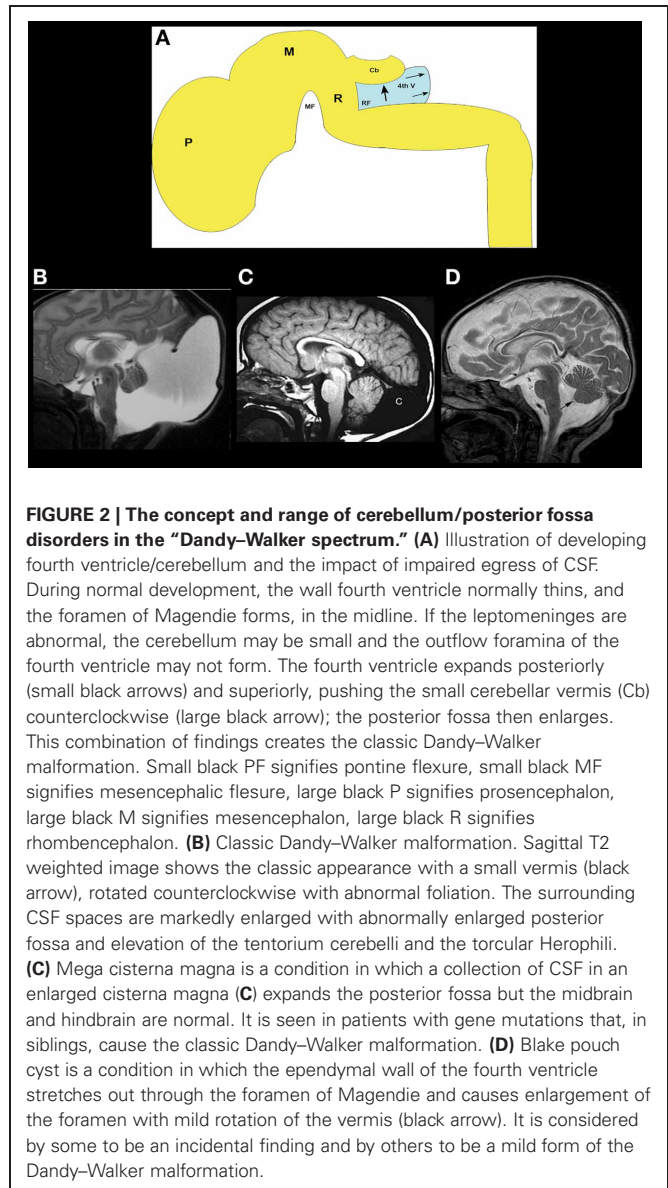 A
M
Cb
4th V
R
MF
RF
P
B
C
D
C
FIGURE 2 | The concept and range of cerebellum/posterior fossa
disorders in the “Dandy–Walker spectrum.” (A) Illustration of developing
fourth ventricle/cerebellum and the impact of impaired egress of CSF.
During normal development, the wall fourth ventricle normally thins, and
the foramen of Magendie forms, in the midline. If the leptomeninges are
abnormal, the cerebellum may be small and the outflow foramina of the
fourth ventricle may not form. The fourth ventricle expands posteriorly
(small black arrows) and superiorly, pushing the small cerebellar vermis (Cb)
counterclockwise (large black arrow); the posterior fossa then enlarges.
This combination of findings creates the classic Dandy–Walker
malformation. Small black PF signifies pontine flexure, small black MF
signifies mesencephalic flesure, large black P signifies prosencephalon,
large black M signifies mesencephalon, large black R signifies
rhombencephalon. (B) Classic Dandy–Walker malformation. Sagittal T2
weighted image shows the classic appearance with a small vermis (black
arrow), rotated counterclockwise with abnormal foliation. The surrounding
CSF spaces are markedly enlarged with abnormally enlarged posterior
fossa and elevation of the tentorium cerebelli and the torcular Herophili.
(C) Mega cisterna magna is a condition in which a collection of CSF in an
enlarged cisterna magna (C) expands the posterior fossa but the midbrain
and hindbrain are normal. It is seen in patients with gene mutations that, in
siblings, cause the classic Dandy–Walker malformation. (D) Blake pouch
cyst is a condition in which the ependymal wall of the fourth ventricle
stretches out through the foramen of Magendie and causes enlargement of
the foramen with mild rotation of the vermis (black arrow). It is considered
by some to be an incidental finding and by others to be a mild form of the
Dandy–Walker malformation.